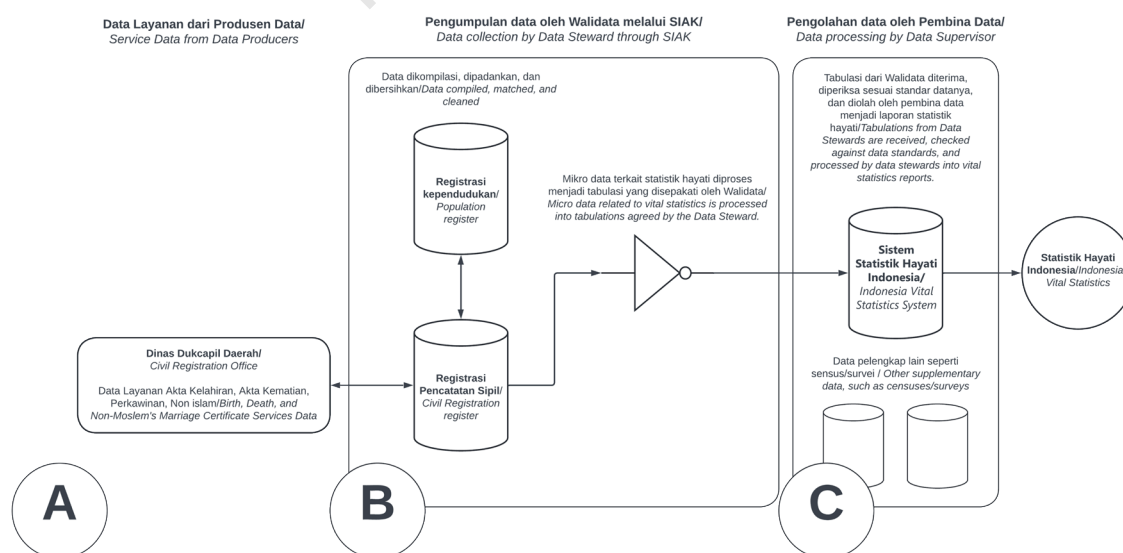 Data Layanan dari Produsen Data/
Service Data from Data Producers
Pengumpulan data oleh Walidata melalui SIAK/
Data collection by Data Steward through SIAK
Pengolahan data oleh Pembina Data/
Data processing by Data Supervisor
Data dikompilasi, dipadankan, dan
dibersihkan/Data compiled, matched, and
cleaned
Registrasi
kependudukan/
Population
register
Mikro data terkait statistik hayati diproses
menjadi tabulasi yang disepakati oleh Walidata/
Micro data related to vital statistics is processed
into tabulations agreed by the Data Steward.
Tabulasi dari Walidata diterima,
diperiksa sesuai standar datanya,
dan diolah oleh pembina data
menjadi laporan statistik
hayati/Tabulations from Data
Stewards are received, checked
against data standards, and
processed by data stewards into vital
statistics reports.
Sistem
Statistik Hayati
Indonesia/
Indonesia Vital
Statistics System
Statistik Hayati
Indonesia/Indonesia
Vital Statistics
Dinas Dukcapil Daerah/
Civil Registration Office
Data Layanan Akta Kelahiran, Akta Kematian,
Perkawinan, Non islam/Birth, Death, and
Non-Moslem's Marriage Certificate Services Data
Registrasi
Pencatatan Sipil/
Civil Registration
register
Data pelengkap lain seperti
sensus/survei / Other supplementary
data, such as censuses/surveys
A
B
C